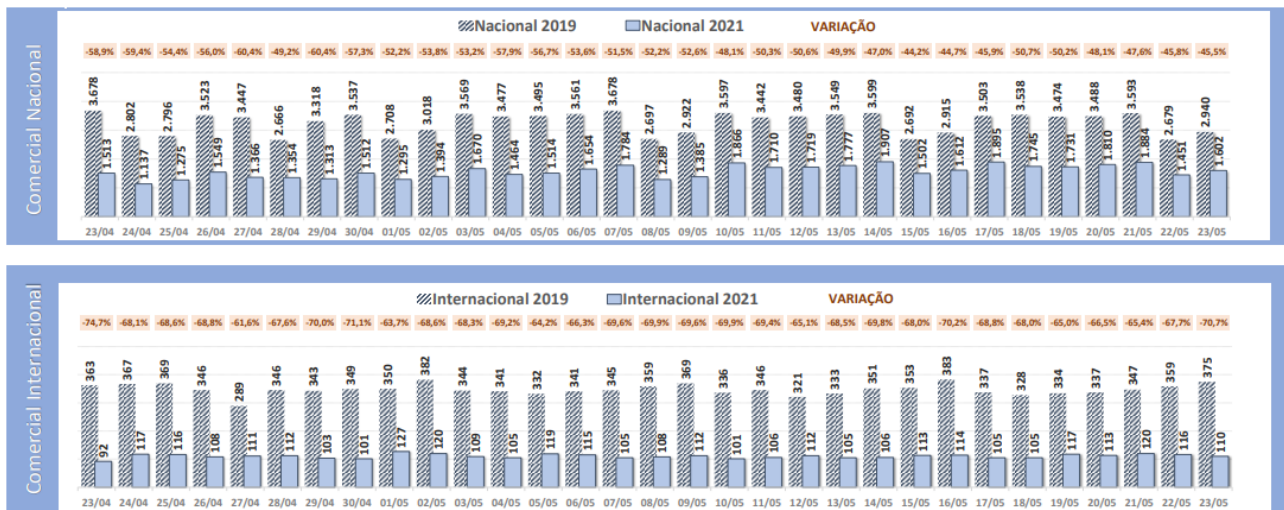 Comercial Nacional
Nacional 2019 Nacional 2021 VARIAÇÃO
-58,9% -59,4% -54,4% -56,0% -60,4% -49,2% -60,4% -57,3% -52,2% -53,8% -53,2% -57,9% -56,7% -53,6% -51,5% -52,2% -52,6% -48,1% -50,3% -50,6% -49,9% -47,0% -44,2% -44,7% -45,9% -50,7% -50,2% -48,1% -47,6% -45,8% -45,5%
3.678 2.802 2.796 3.523 3.447 2.666 3.318 3.537 2.708 3.018 3.569 3.477 3.495 3.561 3.678 2.697 2.922 3.597 3.442 3.480 3.549 3.599 2.692 2.915 3.503 3.538 3.474 3.488 3.593 2.679 2.940
1.513 1.137 1.275 1.549 1.366 1.354 1.313 1.512 1.295 1.394 1.670 1.464 1.514 1.654 1.784 1.289 1.385 1.866 1.710 1.719 1.777 1.907 1.502 1.612 1.895 1.745 1.731 1.810 1.884 1.451 1.602
23/04 24/04 25/04 26/04 27/04 28/04 29/04 30/04 01/05 02/05 03/05 04/05 05/05 06/05 07/05 08/05 09/05 10/05 11/05 12/05 13/05 14/05 15/05 16/05 17/05 18/05 19/05 20/05 21/05 22/05 23/05
Comercial Internacional
Internacional 2019 Internacional 2021 VARIAÇÃO
-74,7% -68,1% -68,6% -68,8% -61,6% -67,6% -70,0% -71,1% -63,7% -68,6% -68,3% -69,2% -64,2% -66,3% -69,6% -69,9% -69,6% -69,9% -69,4% -65,1% -68,5% -69,8% -68,0% -70,2% -68,8% -68,0% -65,0% -66,5% -65,4% -67,7% -70,7%
363 367 369 346 289 346 343 349 350 382 344 341 332 341 345 359 369 336 346 321 333 351 353 383 337 328 334 337 347 359 375
92 117 116 108 111 112 103 101 127 120 109 105 119 115 105 108 112 101 106 112 105 106 113 114 105 105 117 113 120 116 110
23/04 24/04 25/04 26/04 27/04 28/04 29/04 30/04 01/05 02/05 03/05 04/05 05/05 06/05 07/05 08/05 09/05 10/05 11/05 12/05 13/05 14/05 15/05 16/05 17/05 18/05 19/05 20/05 21/05 22/05 23/05